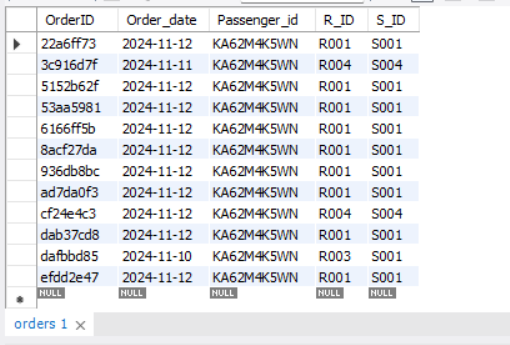 OrderID Order_date Passenger_id R_ID S_ID
22a6ff73 2024-11-12 KA62M4K5WN R001 S001
3c916d7f 2024-11-11 KA62M4K5WN R004 S004
5152b62f 2024-11-12 KA62M4K5WN R001 S001
53aa5981 2024-11-12 KA62M4K5WN R001 S001
6166ff5b 2024-11-12 KA62M4K5WN R001 S001
8acf27da 2024-11-12 KA62M4K5WN R001 S001
936db8bc 2024-11-12 KA62M4K5WN R001 S001
ad7da0f3 2024-11-12 KA62M4K5WN R001 S001
cf24e4c3 2024-11-12 KA62M4K5WN R004 S004
dab37cd8 2024-11-12 KA62M4K5WN R001 S001
dafbbd85 2024-11-10 KA62M4K5WN R003 S001
efdd2e47 2024-11-12 KA62M4K5WN R001 S001
NULL NULL NULL NULL NULL
orders 1